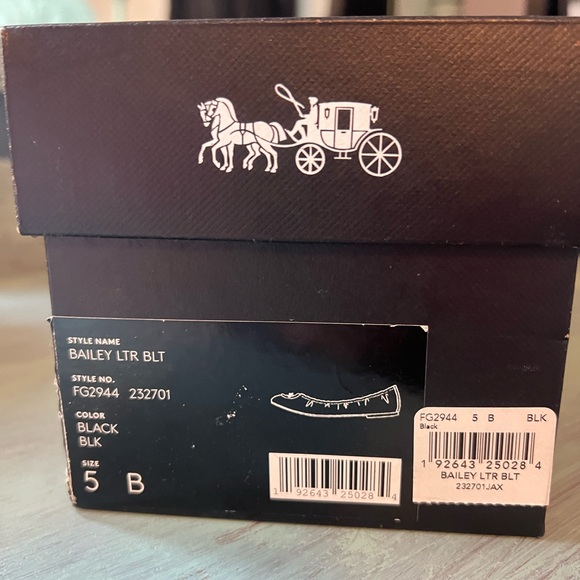 STYLE NAME
BAILEY LTR BLT
STYLE NO.
FG2944 232701
COLOR
BLACK
BLK
SIZE
5 B
1 92643 25028 4
FG2944 5 B BLK
Black
1 92643 25028 4
BAILEY LTR BLT
232701JAX